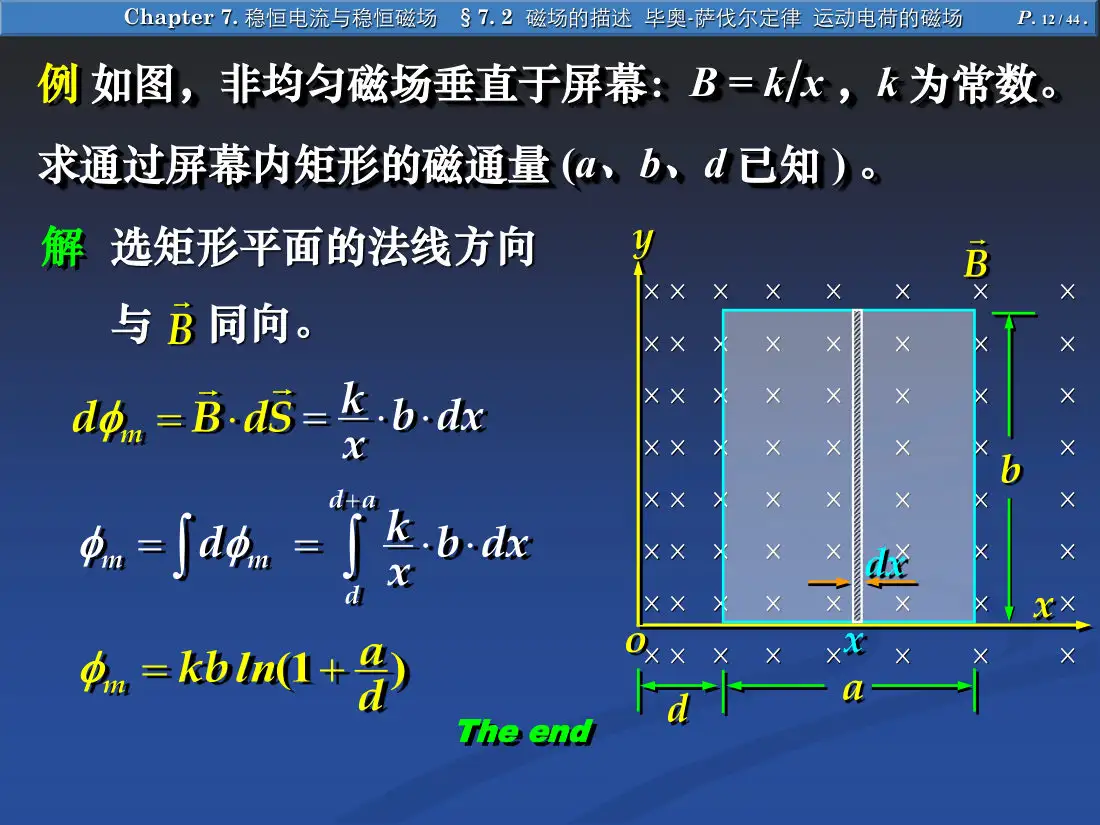 Chapter 7. 稳恒电流与稳恒磁场 §7. 2 磁场的描述 毕奥-萨伐尔定律 运动电荷的磁场 P. 12 / 44 .
例 如图，非均匀磁场垂直于屏幕：B = k/x ，k 为常数。
求通过屏幕内矩形的磁通量 (a、b、d 已知 ) 。
解 选矩形平面的法线方向
与 B⃗ 同向。
dϕₘ = B⃗ · dS⃗ = k/x · b · dx
ϕₘ = ∫ dϕₘ = ∫_d^{d+a} k/x · b · dx
ϕₘ = kb ln(1 + a/d)
The end
y
B⃗
b
dx
x
o
x
d
a